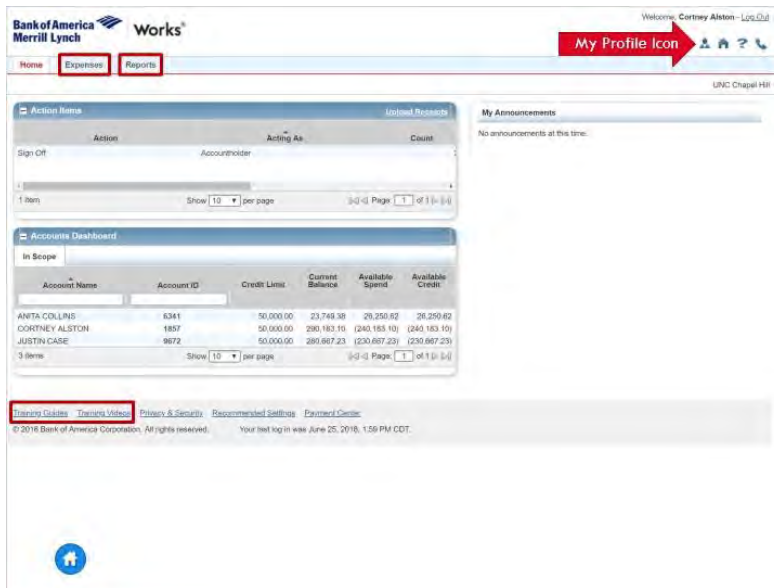 Bank of America
Merrill Lynch
Works®
Welcome, Cortney Alston - Log Out
My Profile Icon
Home Expenses Reports
UNC Chapel Hill
Action Items Upload Receipts
Action Acting As Count
Sign Off Accountholder
1 item Show 10 per page Page 1 of 1
My Announcements
No announcements at this time.
Accounts Dashboard
In Scope
Account Name Account ID Credit Limit Current Balance Available Spend Available Credit
ANITA COLLINS 6341 50,000.00 23,749.38 26,250.62 26,250.62
CORTNEY ALSTON 1857 50,000.00 290,183.10 (240,183.10) (240,183.10)
JUSTIN CASE 9672 50,000.00 280,667.23 (230,667.23) (230,667.23)
3 items Show 10 per page Page 1 of 1
Training Guides Training Videos Privacy & Security Recommended Settings Payment Center
© 2018 Bank of America Corporation. All rights reserved. Your last log in was June 25, 2018, 1:59 PM CDT.